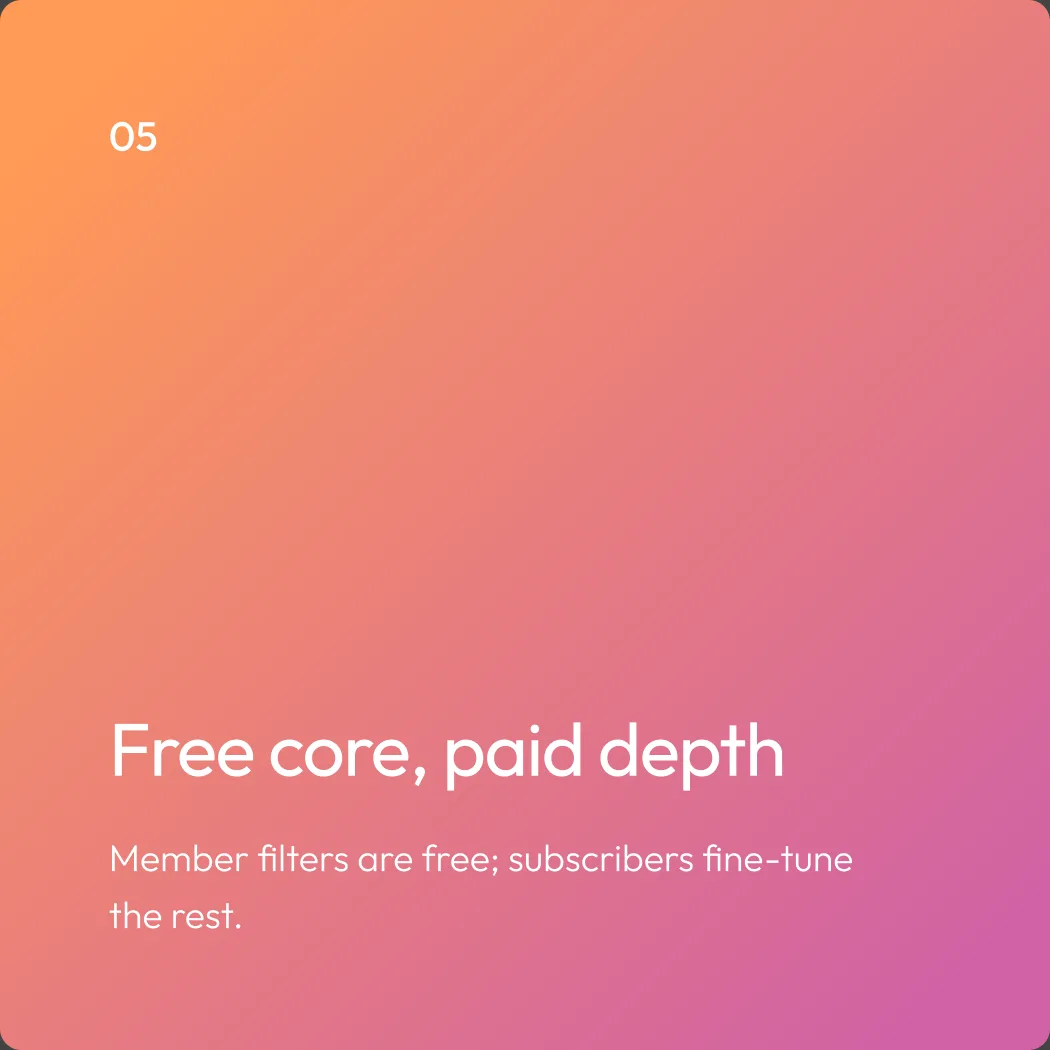 05
Free core, paid depth
Member filters are free; subscribers fine-tune
the rest.